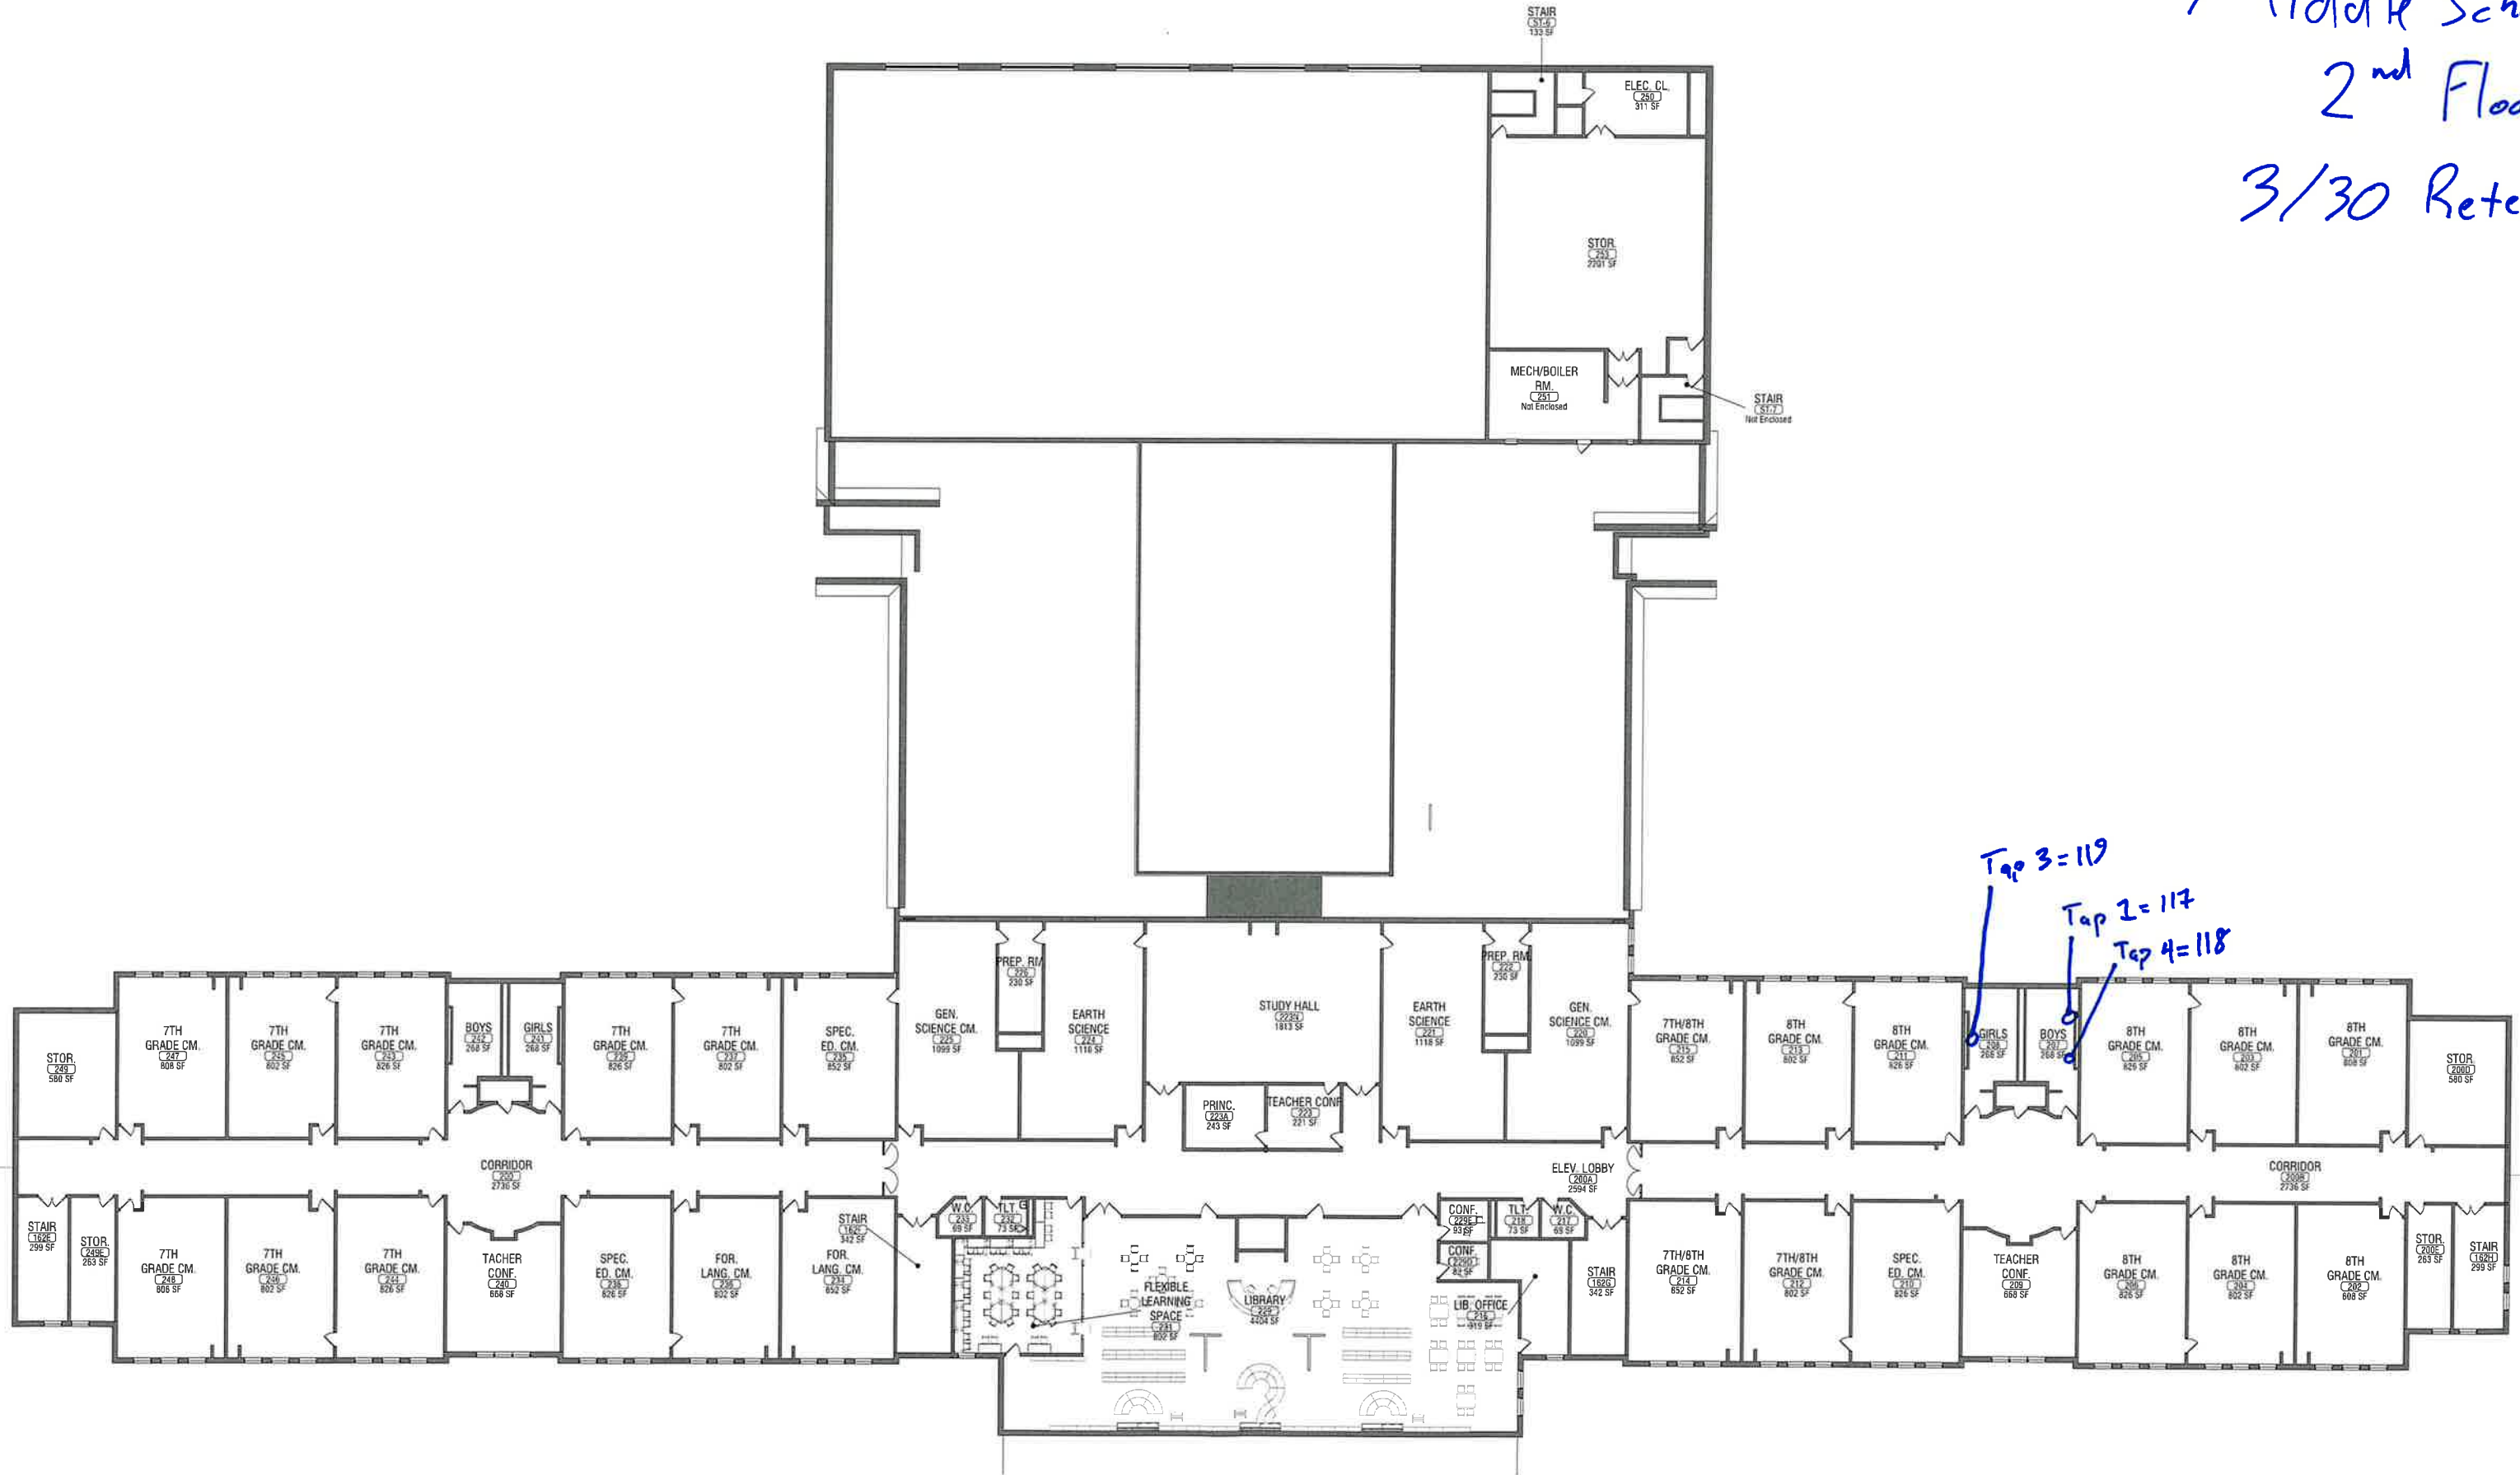 STAIR
ST-6
133 SF
2nd
3/30
ELEC. CL.
250
311 SF
STOR.
253
2201 SF
MECH/BOILER
RM.
251
Not Enclosed
STAIR
ST-7
Not Enclosed
Tap 3=119
Tap 2=117
Tap 4=118
STOR.
249
580 SF
7TH
GRADE CM.
247
808 SF
7TH
GRADE CM.
245
802 SF
7TH
GRADE CM.
243
826 SF
BOYS
242
268 SF
GIRLS
241
268 SF
7TH
GRADE CM.
239
826 SF
7TH
GRADE CM.
237
802 SF
SPEC.
ED. CM.
235
852 SF
GEN.
SCIENCE CM.
225
1099 SF
PREP. RM
226
230 SF
EARTH
SCIENCE
224
1116 SF
STUDY HALL
223N
1813 SF
PRINC.
223A
243 SF
TEACHER CONF
223
221 SF
EARTH
SCIENCE
221
1118 SF
PREP. RM.
222
230 SF
GEN.
SCIENCE CM.
220
1099 SF
7TH/8TH
GRADE CM.
215
852 SF
8TH
GRADE CM.
213
802 SF
8TH
GRADE CM.
211
826 SF
GIRLS
208
268 SF
BOYS
207
268 SF
8TH
GRADE CM.
205
826 SF
8TH
GRADE CM.
203
802 SF
8TH
GRADE CM.
201
808 SF
STOR.
200D
580 SF
CORRIDOR
200
2736 SF
ELEV. LOBBY
200A
2594 SF
CORRIDOR
200B
2736 SF
STAIR
162E
299 SF
STOR.
249E
263 SF
7TH
GRADE CM.
248
808 SF
7TH
GRADE CM.
246
802 SF
7TH
GRADE CM.
244
826 SF
TACHER
CONF.
240
668 SF
SPEC.
ED. CM.
238
826 SF
FOR.
LANG. CM.
236
802 SF
STAIR
162F
342 SF
FOR.
LANG. CM.
234
852 SF
W.C.
233
69 SF
TLT.
232
73 SF
FLEXIBLE
LEARNING
SPACE
231
802 SF
LIBRARY
229
4404 SF
CONF.
229E
93 SF
CONF.
229D
82 SF
TLT.
218
73 SF
W.C.
217
69 SF
LIB. OFFICE
216
319 SF
STAIR
162G
342 SF
7TH/8TH
GRADE CM.
214
852 SF
7TH/8TH
GRADE CM.
212
802 SF
SPEC.
ED. CM.
210
826 SF
TEACHER
CONF.
209
668 SF
8TH
GRADE CM.
206
826 SF
8TH
GRADE CM.
204
802 SF
8TH
GRADE CM.
202
808 SF
STOR.
200E
263 SF
STAIR
162H
299 SF